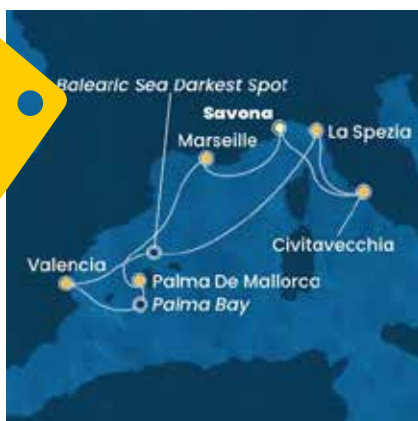 Balearic Sea Darkest Spot
Savona
Marseille
La Spezia
Civitavecchia
Valencia
Palma De Mallorca
Palma Bay